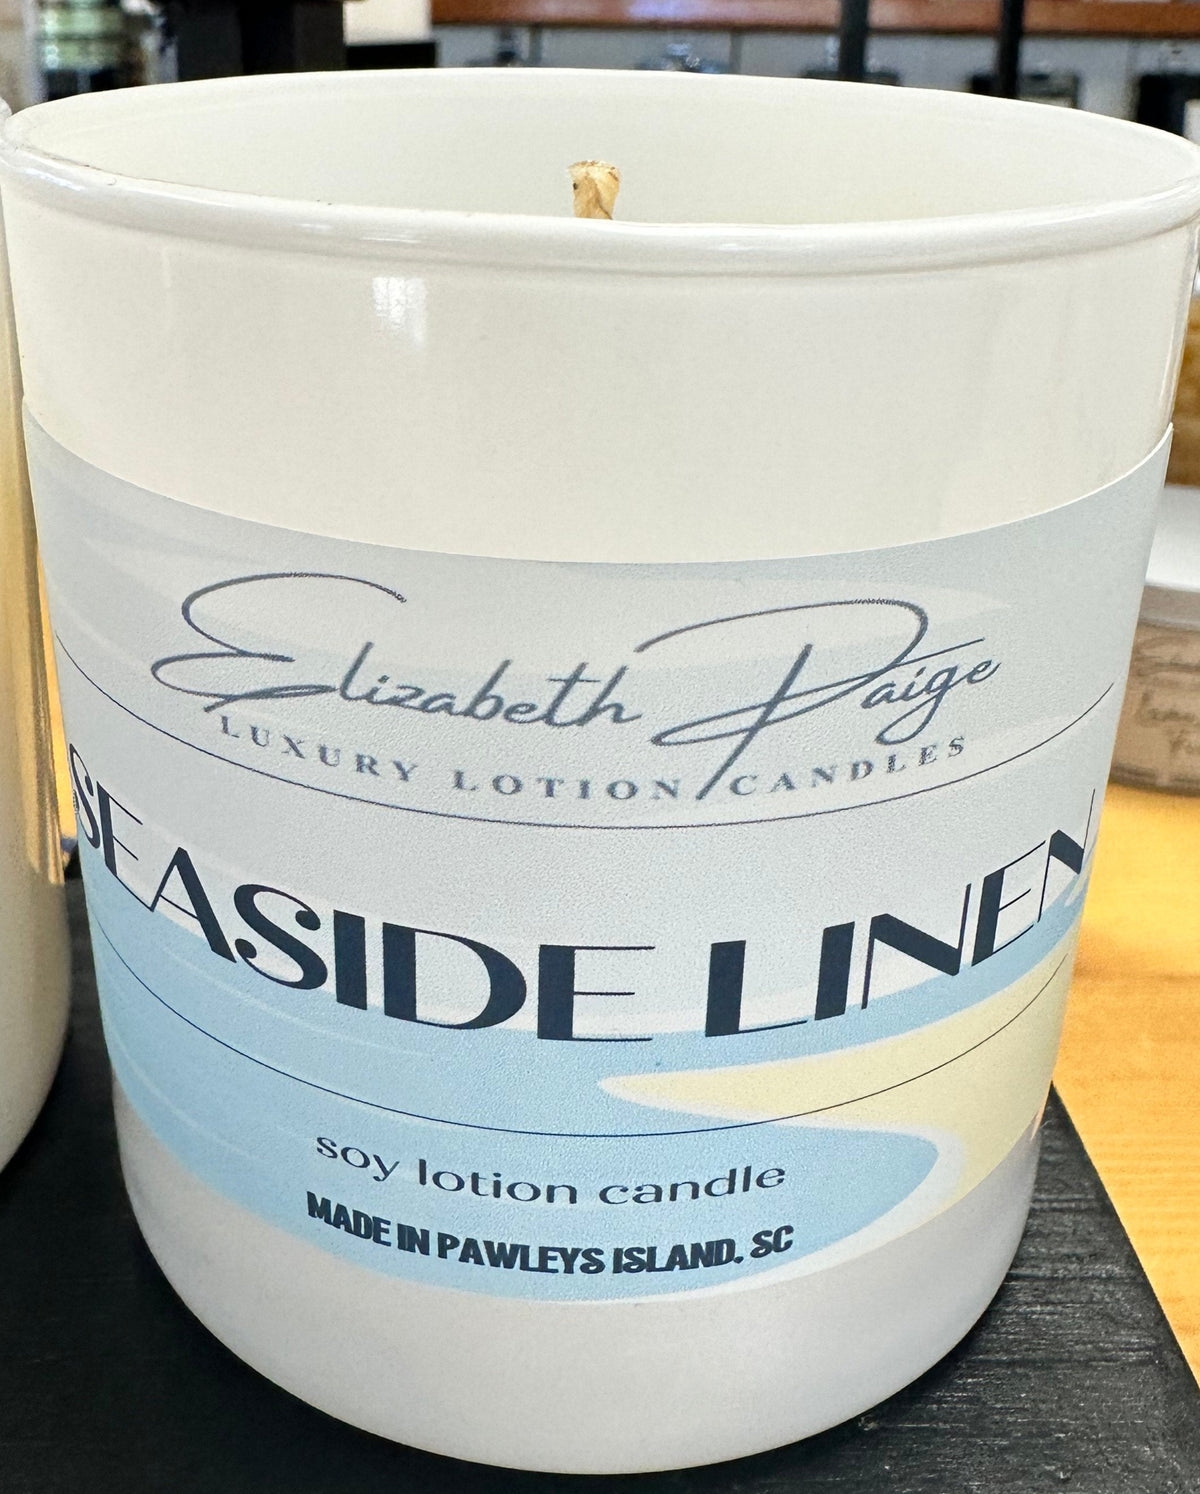 Elizabeth Paige
LUXURY LOTION CANDLES
SEASIDE LINEN
soy lotion candle
MADE IN PAWLEYS ISLAND, SC